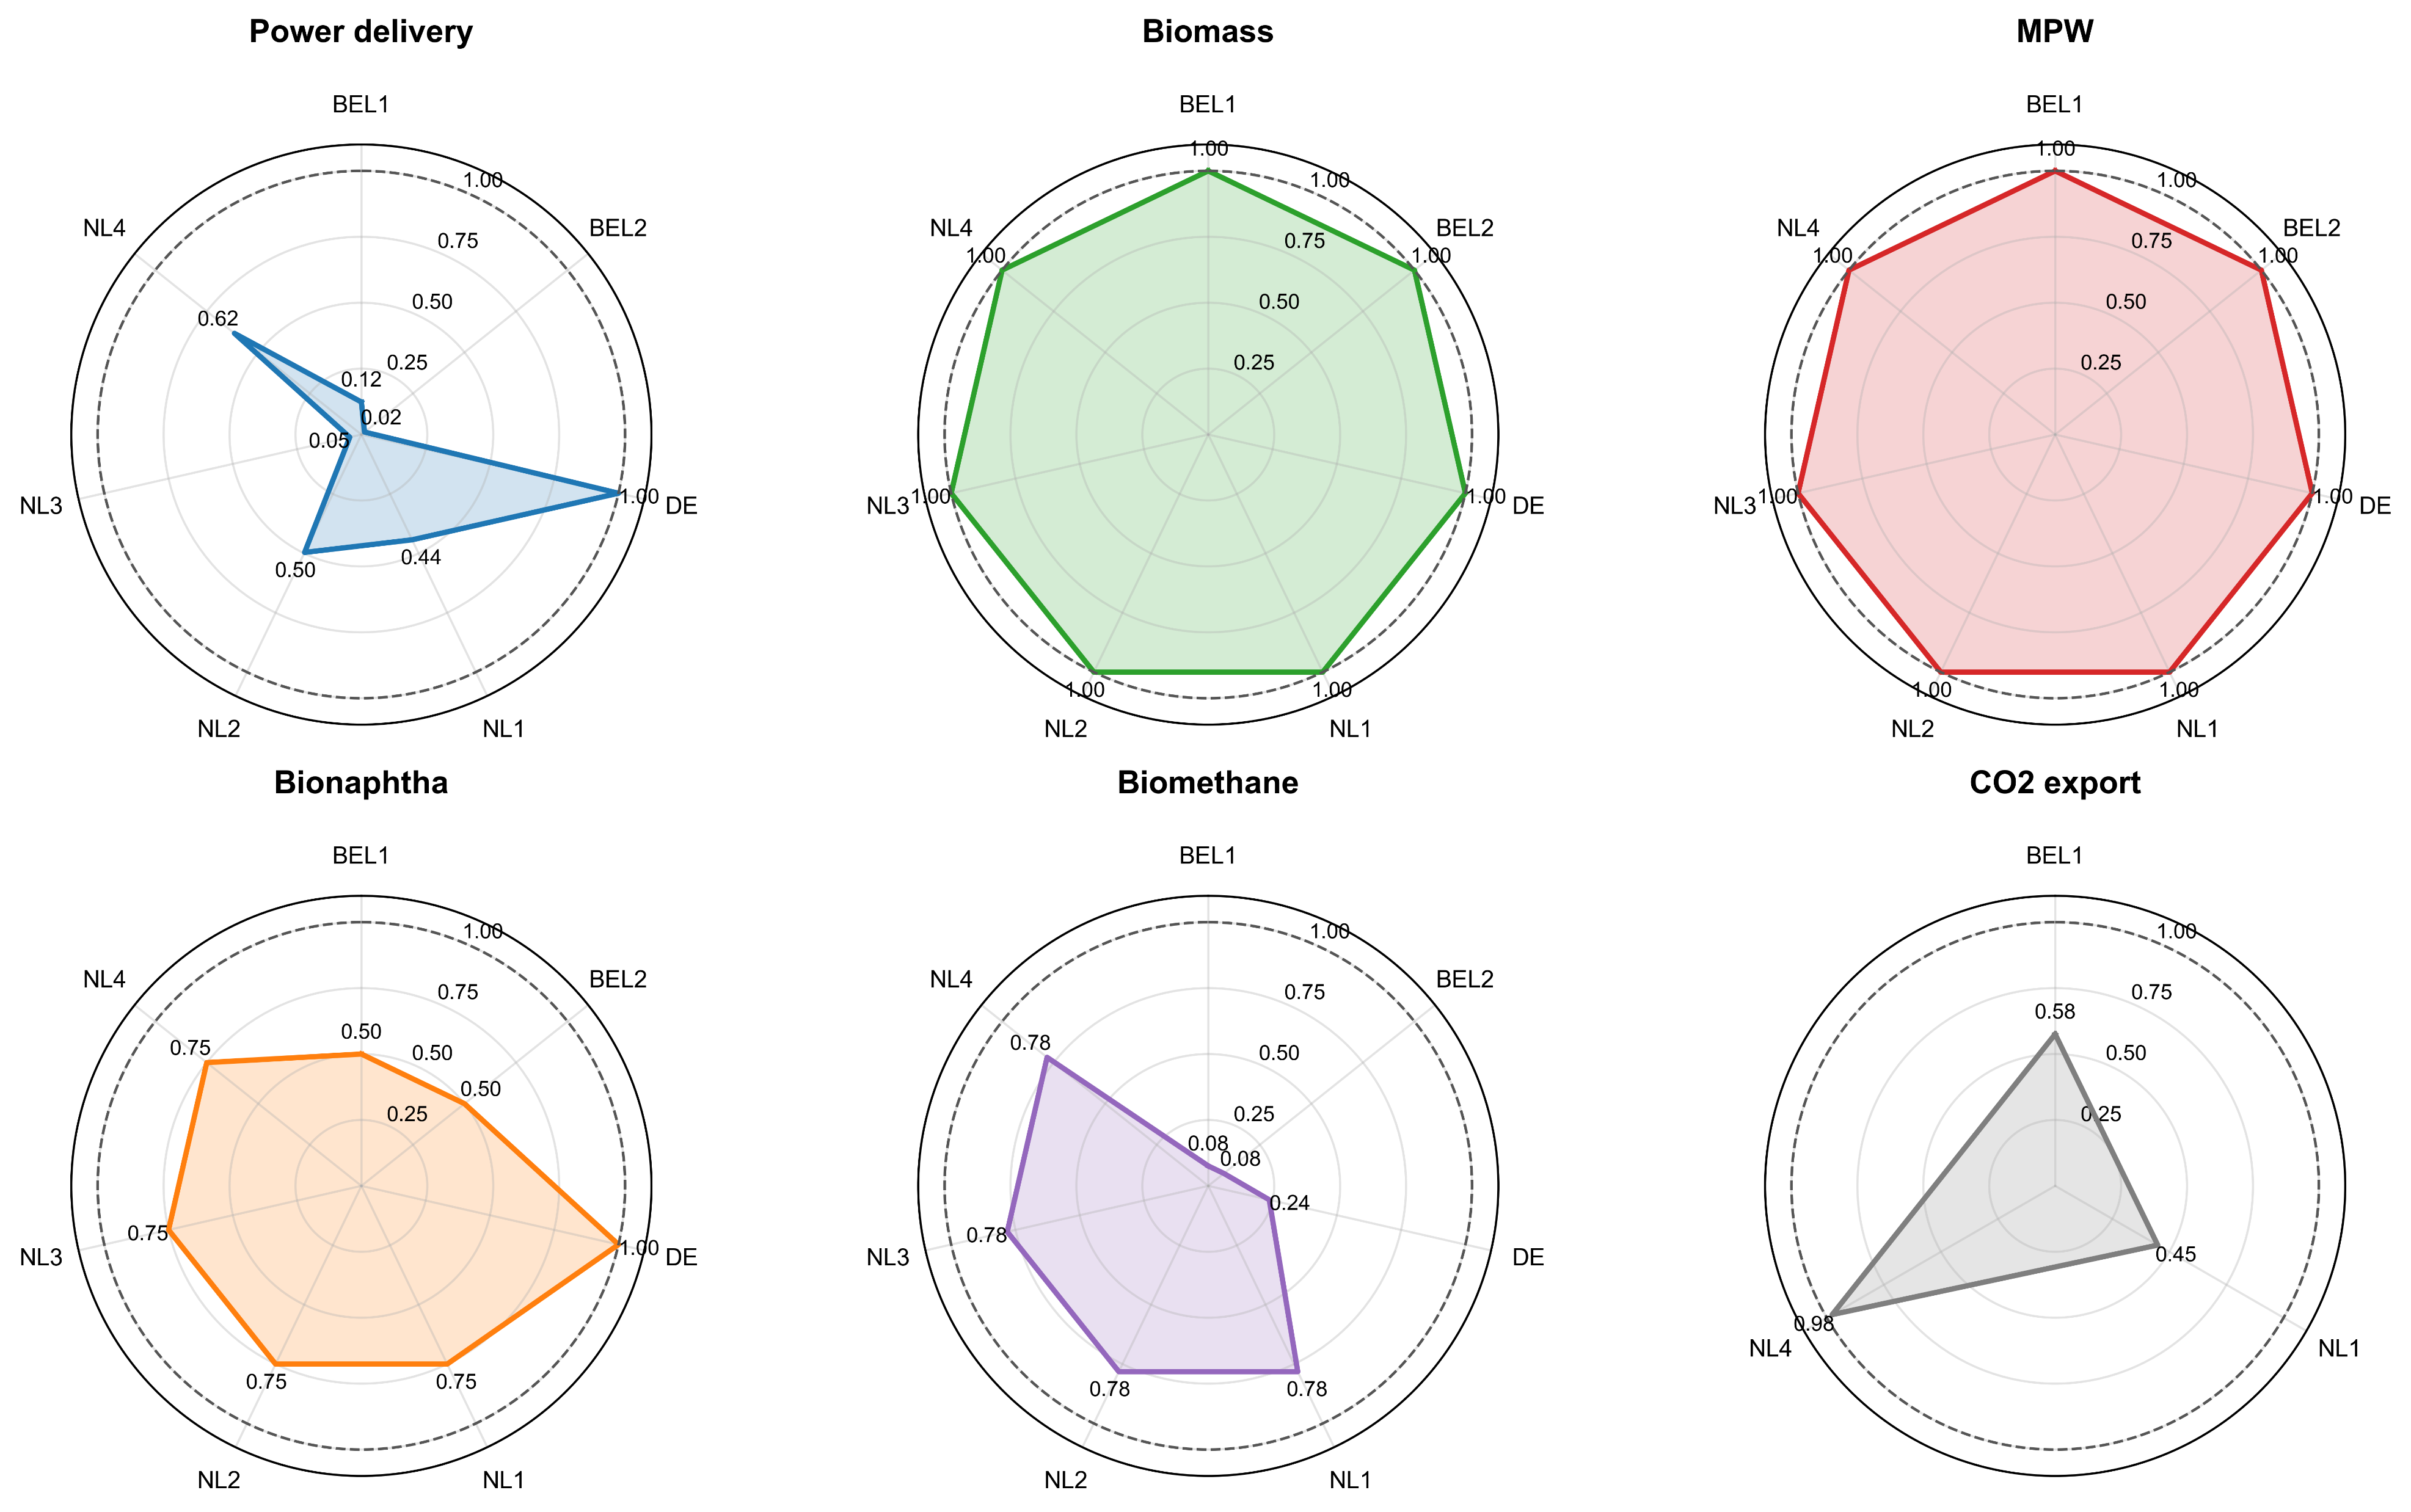 Power delivery
BEL1
1.00
BEL2
NL4
0.75
0.62
0.50
0.25
0.12
0.02
0.05
1.00
DE
NL3
0.44
0.50
NL2
NL1
Biomass
BEL1
1.00
1.00
BEL2
NL4
0.75
1.00
1.00
0.50
0.25
1.00
DE
NL3
1.00
1.00
1.00
NL2
NL1
MPW
BEL1
1.00
1.00
BEL2
NL4
0.75
1.00
1.00
0.50
0.25
1.00
DE
NL3
1.00
1.00
1.00
NL2
NL1
Bionaphtha
BEL1
1.00
BEL2
NL4
0.75
0.50
0.75
0.50
0.50
0.25
0.75
1.00
DE
NL3
0.75
0.75
NL2
NL1
Biomethane
BEL1
1.00
BEL2
NL4
0.75
0.78
0.50
0.25
0.08
0.08
0.24
0.78
DE
NL3
0.78
0.78
NL2
NL1
CO2 export
BEL1
1.00
0.75
0.58
0.50
0.25
0.45
0.98
NL4
NL1